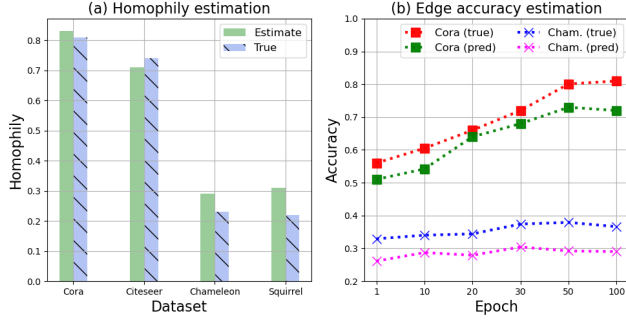 (a) Homophily estimation
Homophily
0.8
0.7
0.6
0.5
0.4
0.3
0.2
0.1
0.0
Estimate
True
Cora Citeseer Chameleon Squirrel
Dataset
(b) Edge accuracy estimation
Accuracy
1.0
0.9
0.8
0.7
0.6
0.5
0.4
0.3
0.2
Cora (true) Cham. (true)
Cora (pred) Cham. (pred)
1 10 20 30 50 100
Epoch